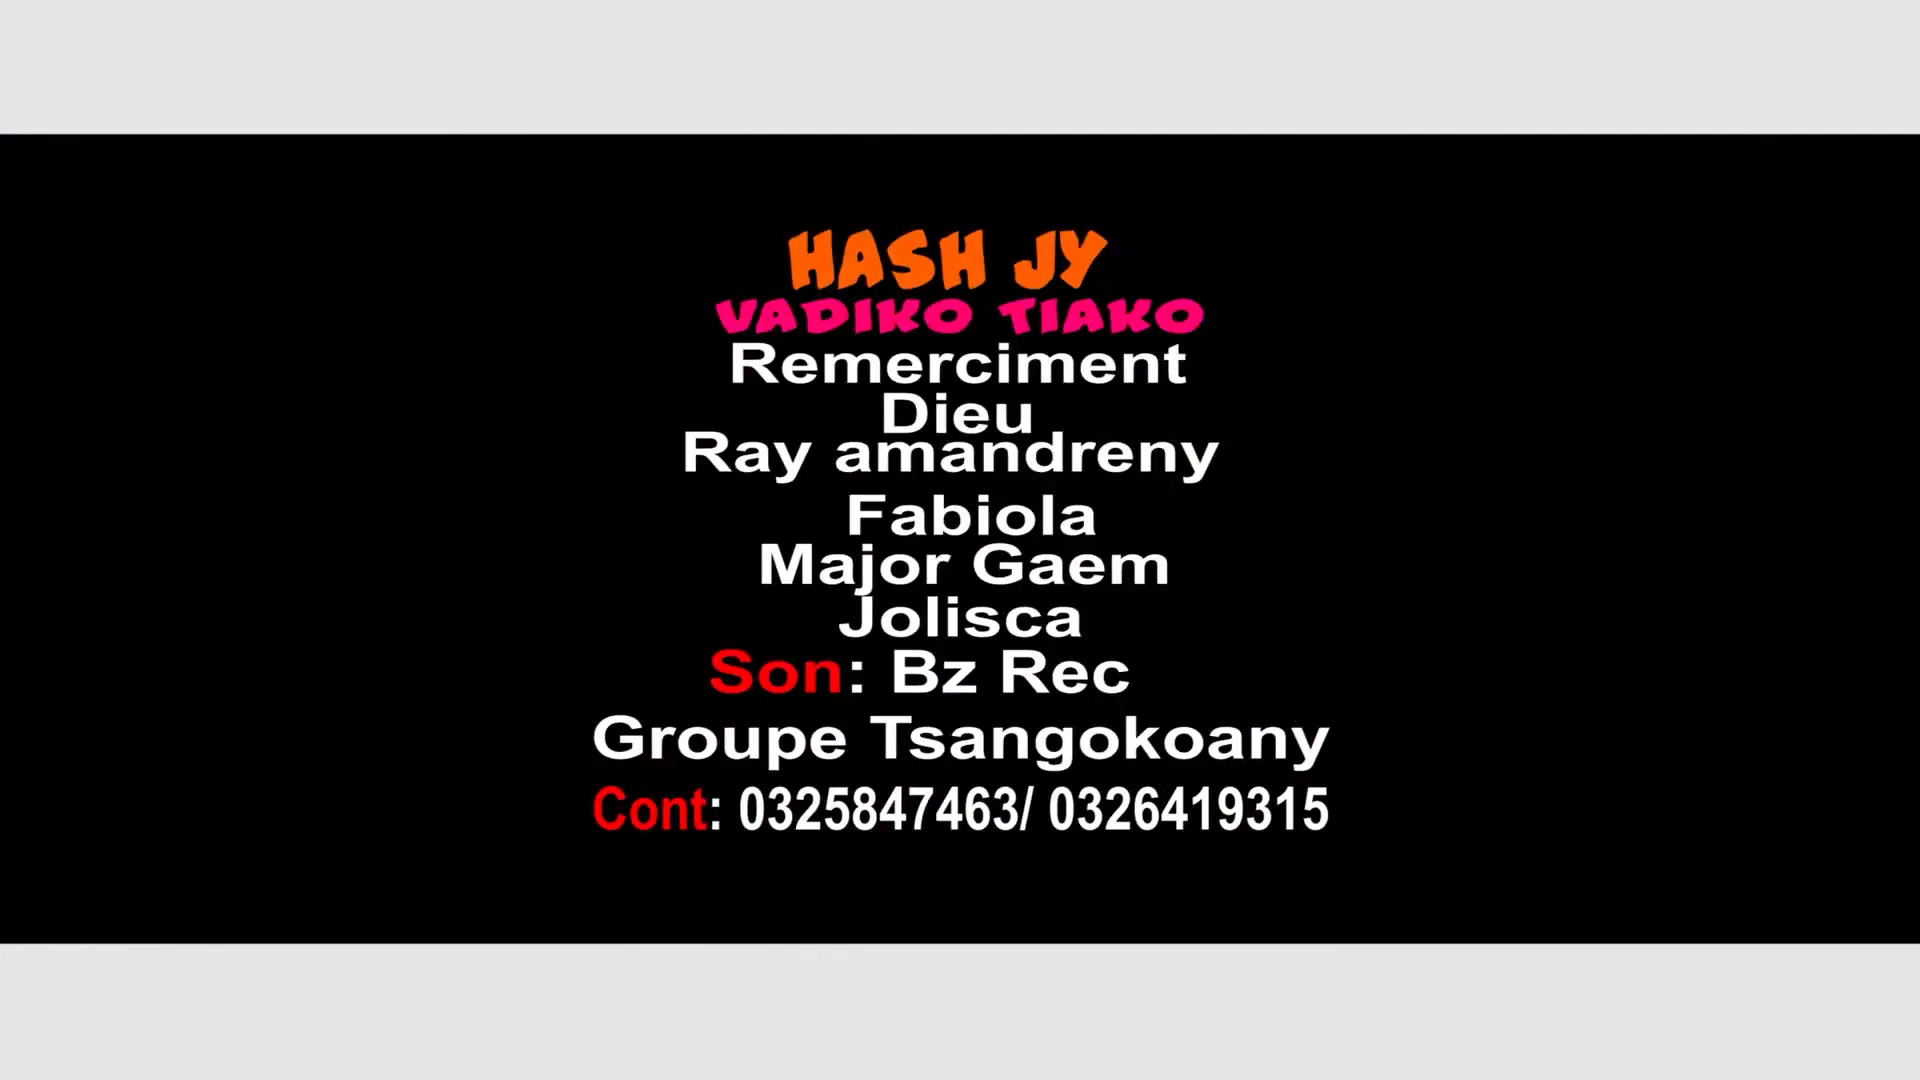 HASH JY
VADIKO TIAKO
Remerciment
Dieu
Ray amandreny
Fabiola
Major Gaem
Jolisca
Son: Bz Rec
Groupe Tsangokoany
Cont: 0325847463/ 0326419315